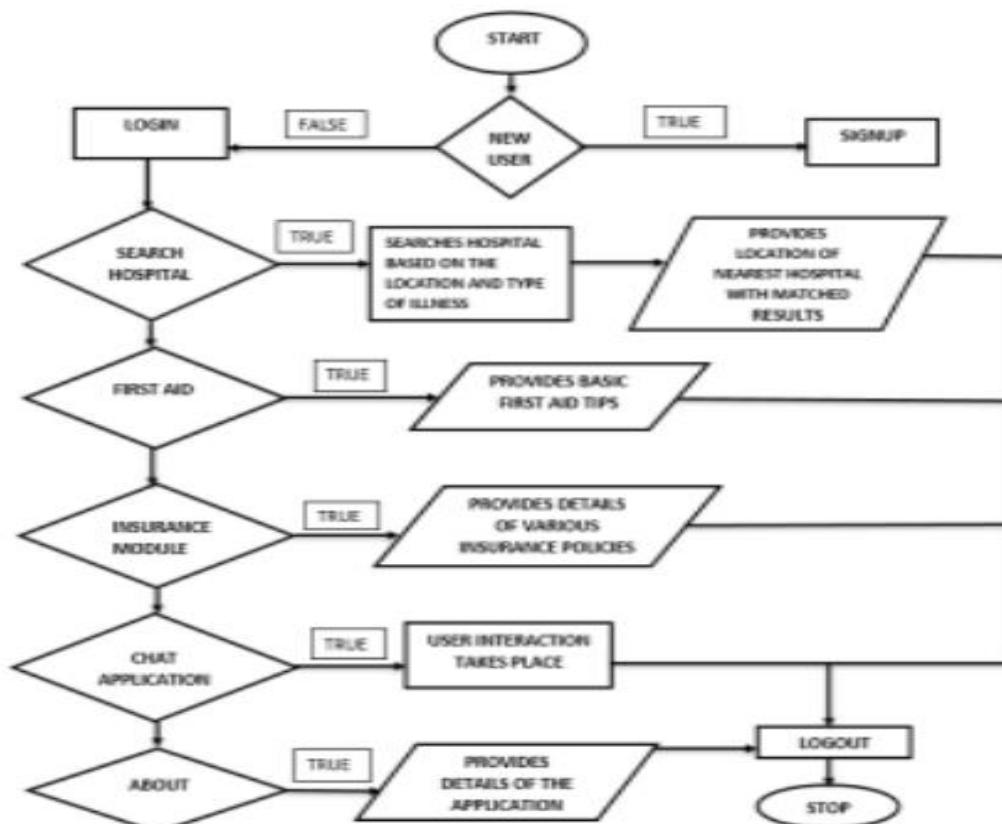 START
LOGIN
FALSE
NEW
USER
TRUE
SIGNUP
SEARCH
HOSPITAL
TRUE
SEARCHES HOSPITAL
BASED ON THE
LOCATION AND TYPE
OF ILLNESS
PROVIDES
LOCATION OF
NEAREST HOSPITAL
WITH MATCHED
RESULTS
FIRST AID
TRUE
PROVIDES BASIC
FIRST AID TIPS
INSURANCE
MODULE
TRUE
PROVIDES DETAILS
OF VARIOUS
INSURANCE POLICIES
CHAT
APPLICATION
TRUE
USER INTERACTION
TAKES PLACE
ABOUT
TRUE
PROVIDES
DETAILS OF THE
APPLICATION
LOGOUT
STOP